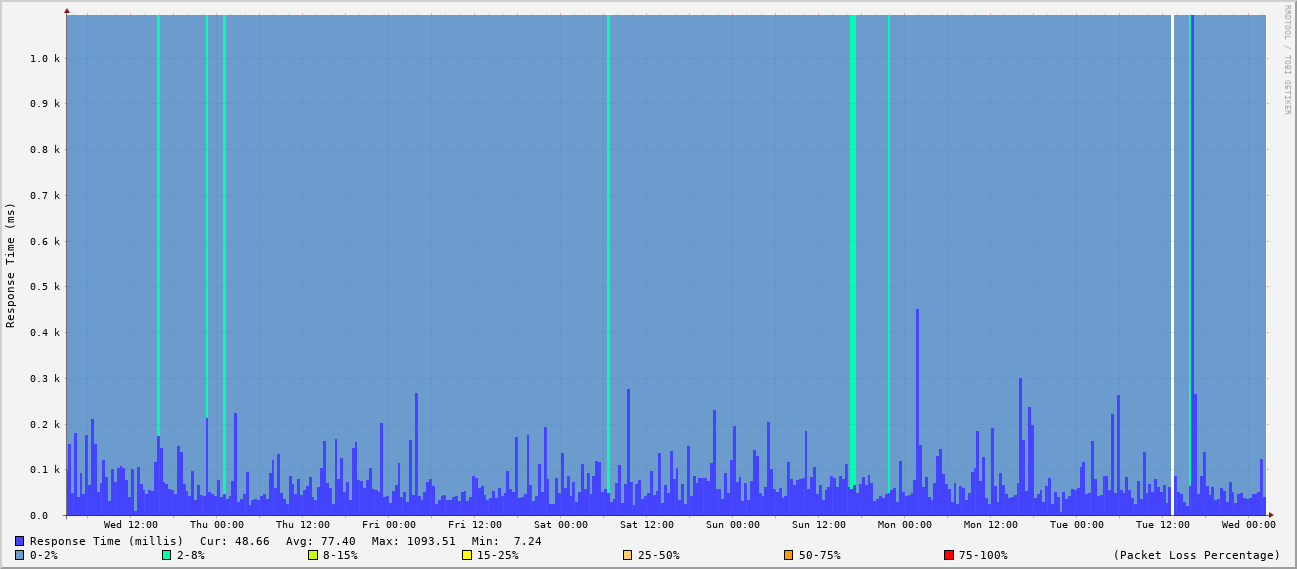 RRDTOOL / TOBI OETIKER
Response Time (ms)
1.0 k
0.9 k
0.8 k
0.7 k
0.6 k
0.5 k
0.4 k
0.3 k
0.2 k
0.1 k
0.0
Wed 12:00 Thu 00:00 Thu 12:00 Fri 00:00 Fri 12:00 Sat 00:00 Sat 12:00 Sun 00:00 Sun 12:00 Mon 00:00 Mon 12:00 Tue 00:00 Tue 12:00 Wed 00:00
Response Time (millis) Cur: 48.66 Avg: 77.40 Max: 1093.51 Min: 7.24
0-2% 2-8% 8-15% 15-25% 25-50% 50-75% 75-100% (Packet Loss Percentage)